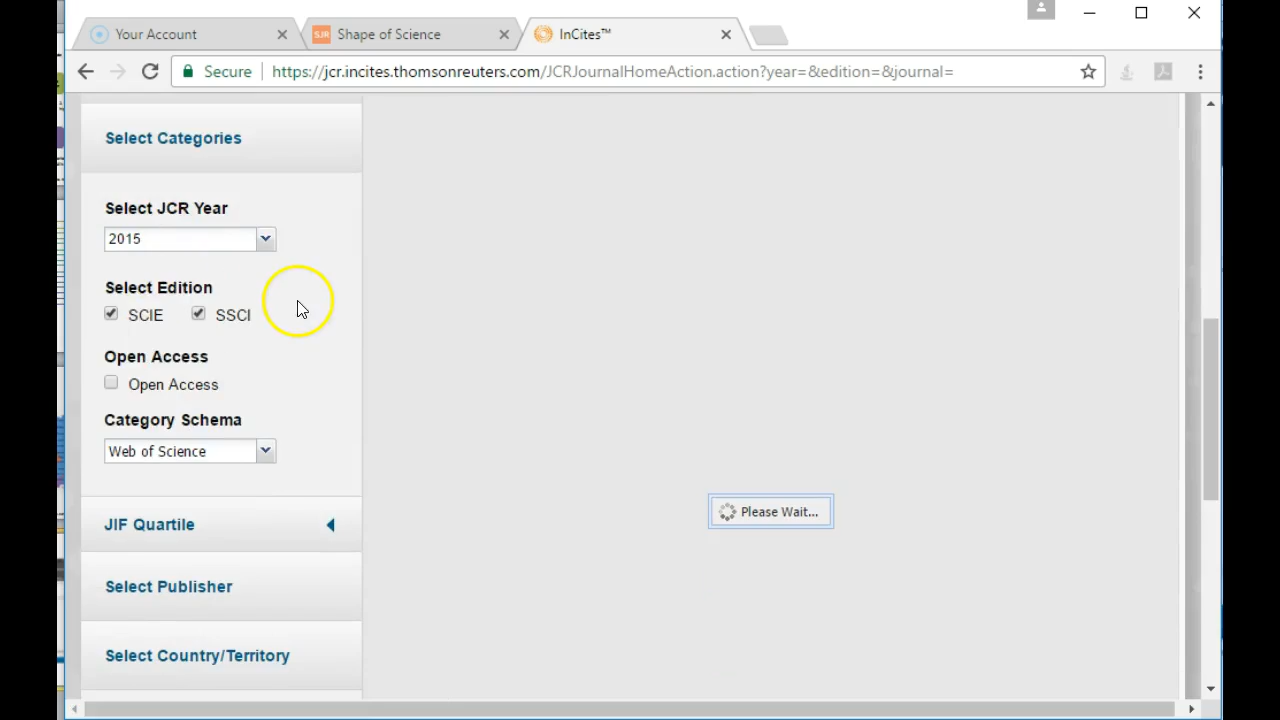 Your Account
SJR
Shape of Science
InCites™
Secure
https://jcr.incites.thomsonreuters.com/JCRJournalHomeAction.action?year=&edition=&journal=
Select Categories
Select JCR Year
2015
Select Edition
SCIE
SSCI
Open Access
Open Access
Category Schema
Web of Science
Please Wait...
JIF Quartile
Select Publisher
Select Country/Territory